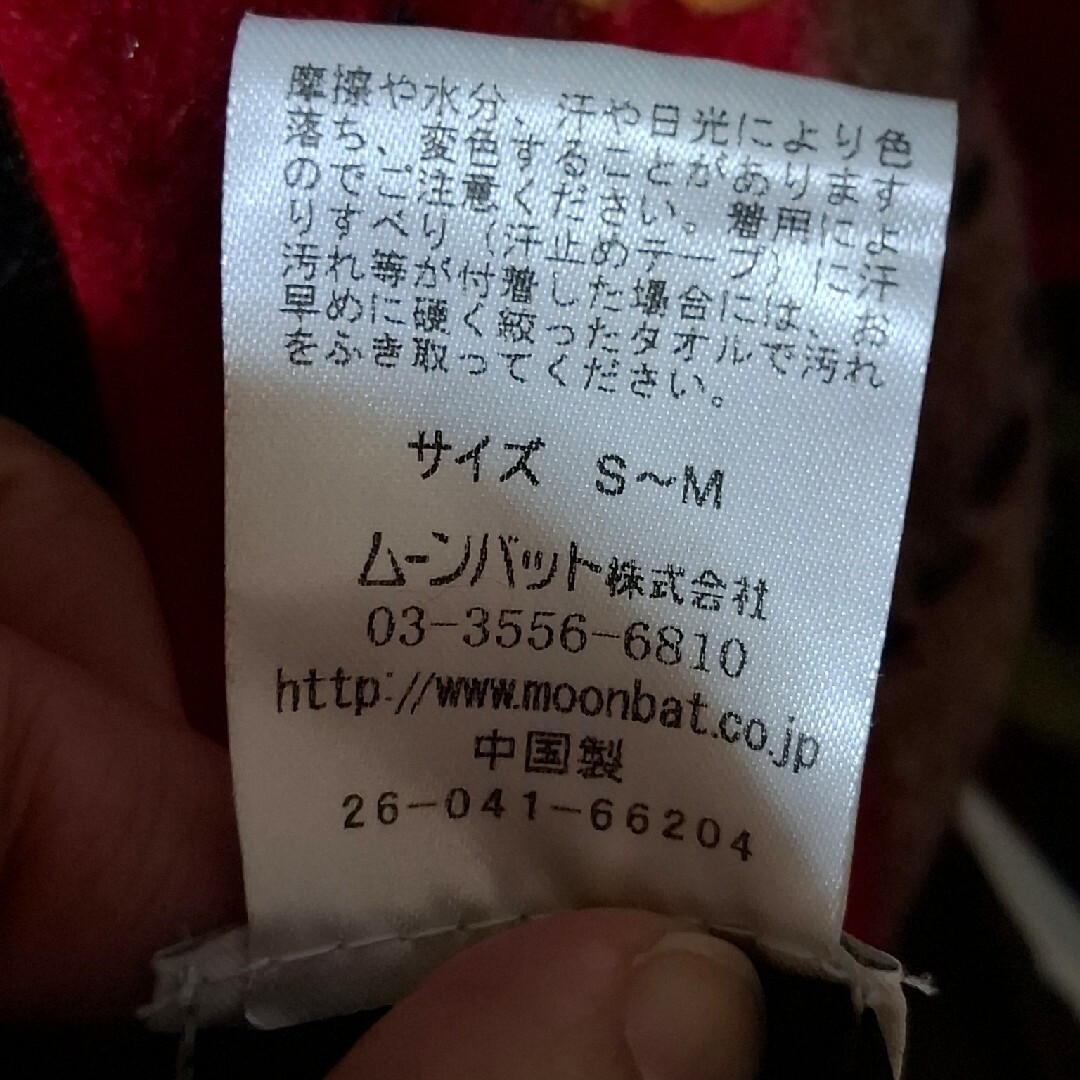 摩擦や水分、汗や日光により色
落ち、変色することがあります
のでご注意ください。着用によ
りすべり(汗止めテープ)に汗
汚れ等が付着した場合には、お
早めに硬く絞ったタオルで汚れ
をふき取ってください。
サイズ S～M
ムーンバット株式会社
03-3556-6810
http://www.moonbat.co.jp
中国製
26-041-66204